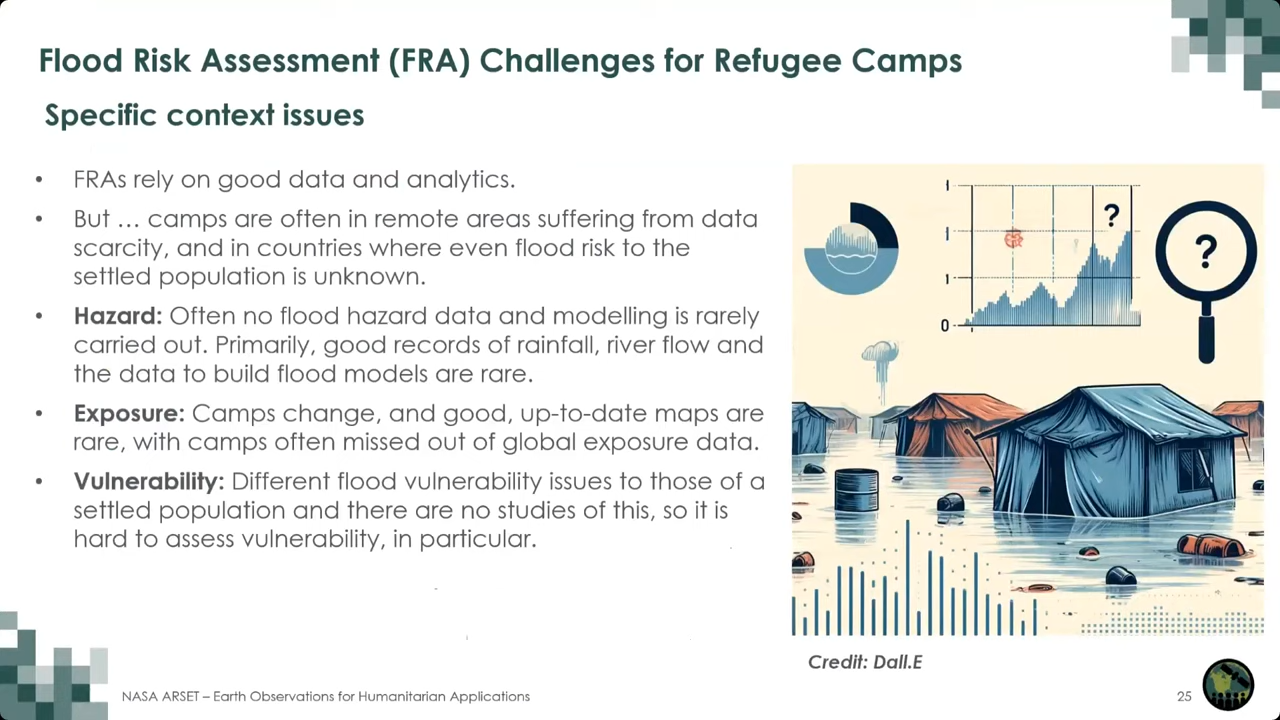 Flood Risk Assessment (FRA) Challenges for Refugee Camps
Specific context issues
• FRAs rely on good data and analytics.
• But … camps are often in remote areas suffering from data
scarcity, and in countries where even flood risk to the
settled population is unknown.
• Hazard: Often no flood hazard data and modelling is rarely
carried out. Primarily, good records of rainfall, river flow and
the data to build flood models are rare.
• Exposure: Camps change, and good, up-to-date maps are
rare, with camps often missed out of global exposure data.
• Vulnerability: Different flood vulnerability issues to those of a
settled population and there are no studies of this, so it is
hard to assess vulnerability, in particular.
?
?
1
0
Credit: Dall.E
NASA ARSET – Earth Observations for Humanitarian Applications
25